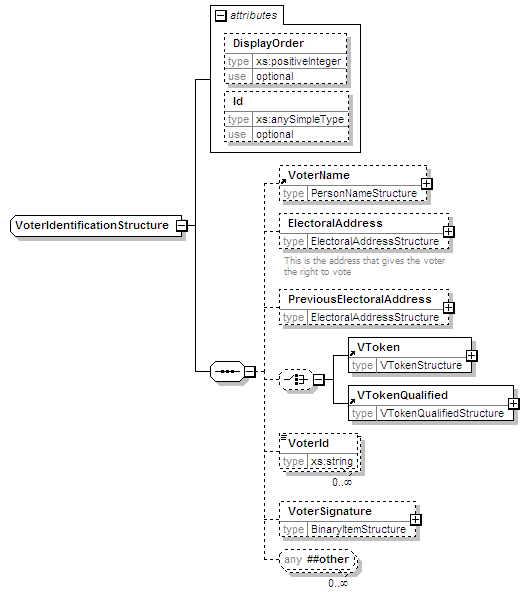 attributes
DisplayOrder
type xs:positiveInteger
use optional
Id
type xs:anySimpleType
use optional
VoterIdentificationStructure
VoterName
type PersonNameStructure
ElectoralAddress
type ElectoralAddressStructure
This is the address that gives the voter
the right to vote
PreviousElectoralAddress
type ElectoralAddressStructure
VToken
type VTokenStructure
VTokenQualified
type VTokenQualifiedStructure
VoterId
type xs:string
0..∞
VoterSignature
type BinaryItemStructure
any ##other
0..∞